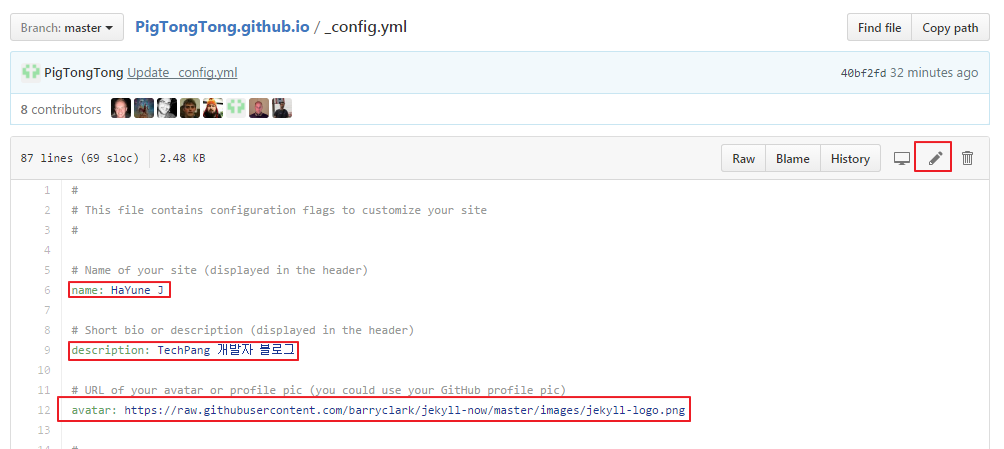 Branch: master PigTongTong.github.io / _config.yml Find file Copy path
PigTongTong Update _config.yml 40bf2fd 32 minutes ago
8 contributors
87 lines (69 sloc) 2.48 KB Raw Blame History
1 #
2 # This file contains configuration flags to customize your site
3 #
4
5 # Name of your site (displayed in the header)
6 name: HaYune J
7
8 # Short bio or description (displayed in the header)
9 description: TechPang 개발자 블로그
10
11 # URL of your avatar or profile pic (you could use your GitHub profile pic)
12 avatar: https://raw.githubusercontent.com/barryclark/jekyll-now/master/images/jekyll-logo.png
13
14 #